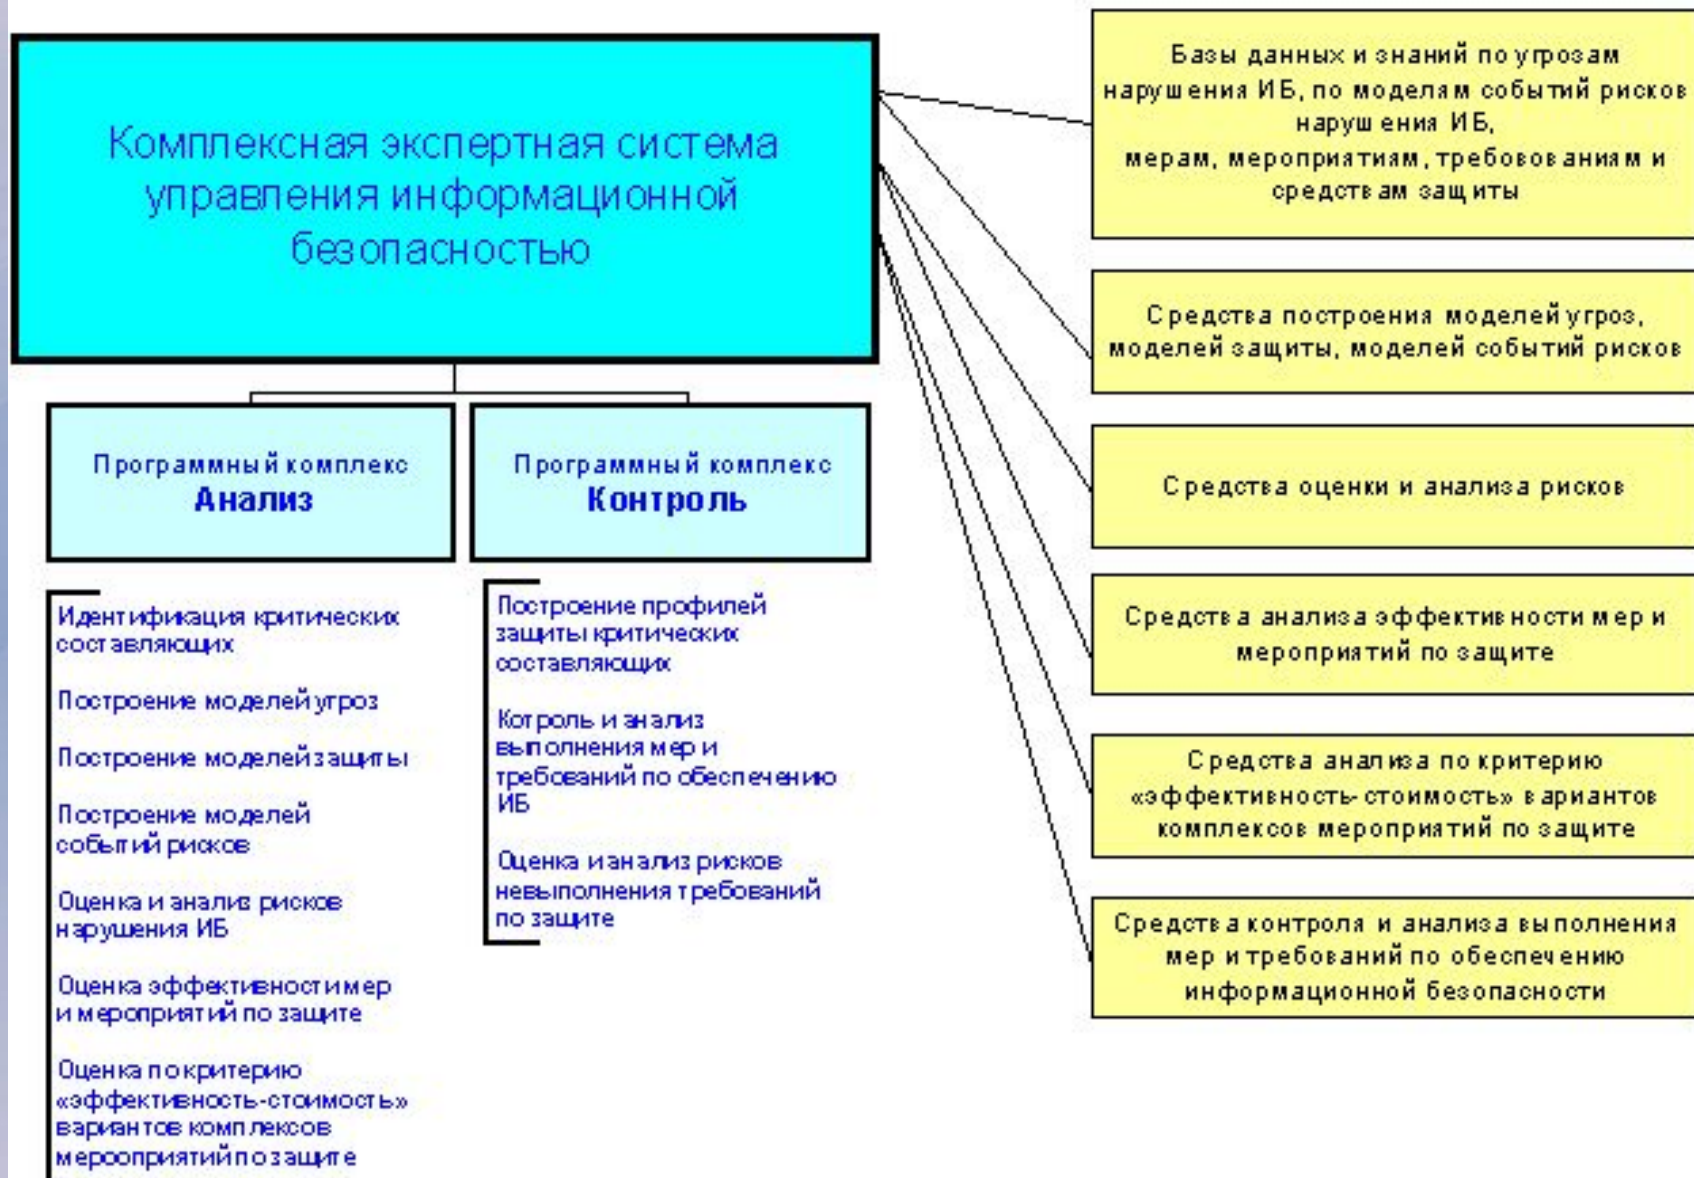 Комплексная экспертная система
управления информационной
безопасностью
Программный комплекс
Анализ
Идентификация критических
составляющих
Построение моделей угроз
Построение моделей защиты
Построение моделей
событий рисков
Оценка и анализ рисков
нарушения ИБ
Оценка эффективности мер
и мероприятий по защите
Оценка по критерию
«эффективность-стоимость»
вариантов комплексов
мерооприятий по защите
Программный комплекс
Контроль
Построение профилей
защиты критических
составляющих
Котроль и анализ
выполнения мер и
требований по обеспечению
ИБ
Оценка и анализ рисков
невыполнения требований
по защите
Базы данных и знаний по угрозам
нарушения ИБ, по моделям событий рисков
нарушения ИБ,
мерам, мероприятиям, требовованиям и
средствам защиты
Средства построения моделей угроз,
моделей защиты, моделей событий рисков
Средства оценки и анализа рисков
Средства анализа эффективности мер и
мероприятий по защите
Средства анализа по критерию
«эффективность-стоимость» вариантов
комплексов мероприятий по защите
Средства контроля и анализа выполнения
мер и требований по обеспечению
информационной безопасности